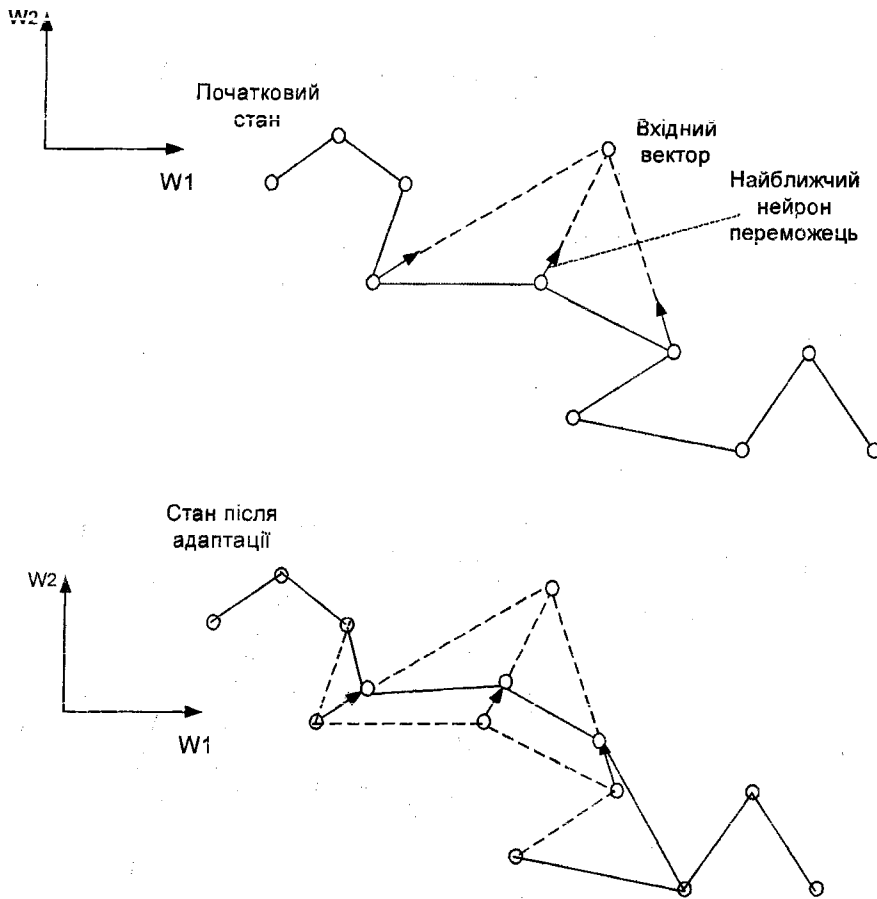 W2
Початковий
стан
W1
Вхідний
вектор
Найближчий
нейрон
переможець
Стан після
адаптації
W2
W1